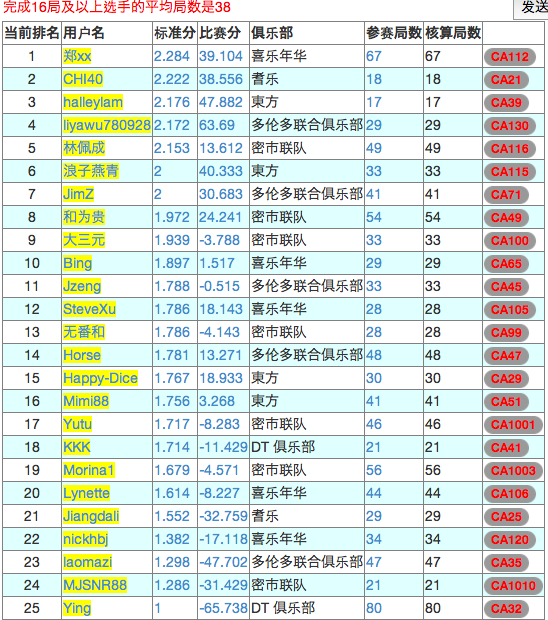 完成16局及以上选手的平均局数是38 发送
当前排名 用户名 标准分 比赛分 俱乐部 参赛局数 核算局数
1 郑xx 2.284 39.104 喜乐年华 67 67 CA112
2 CHI40 2.222 38.556 耆乐 18 18 CA21
3 halleylam 2.176 47.882 東方 17 17 CA39
4 liyawu780928 2.172 63.69 多伦多联合俱乐部 29 29 CA130
5 林佩成 2.153 13.612 密市联队 49 49 CA116
6 浪子燕青 2 40.333 東方 33 33 CA115
7 JimZ 2 30.683 多伦多联合俱乐部 41 41 CA71
8 和为贵 1.972 24.241 密市联队 54 54 CA49
9 大三元 1.939 -3.788 密市联队 33 33 CA100
10 Bing 1.897 1.517 喜乐年华 29 29 CA65
11 Jzeng 1.788 -0.515 多伦多联合俱乐部 33 33 CA45
12 SteveXu 1.786 18.143 喜乐年华 28 28 CA105
13 无番和 1.786 -4.143 密市联队 28 28 CA99
14 Horse 1.781 13.271 多伦多联合俱乐部 48 48 CA47
15 Happy-Dice 1.767 18.933 東方 30 30 CA29
16 Mimi88 1.756 3.268 東方 41 41 CA51
17 Yutu 1.717 -8.283 密市联队 46 46 CA1001
18 KKK 1.714 -11.429 DT 俱乐部 21 21 CA41
19 Morina1 1.679 -4.571 密市联队 56 56 CA1003
20 Lynette 1.614 -8.227 喜乐年华 44 44 CA106
21 Jiangdali 1.552 -32.759 耆乐 29 29 CA25
22 nickhbj 1.382 -17.118 喜乐年华 34 34 CA120
23 laomazi 1.298 -47.702 多伦多联合俱乐部 47 47 CA35
24 MJSNR88 1.286 -31.429 密市联队 21 21 CA1010
25 Ying 1 -65.738 DT 俱乐部 80 80 CA32